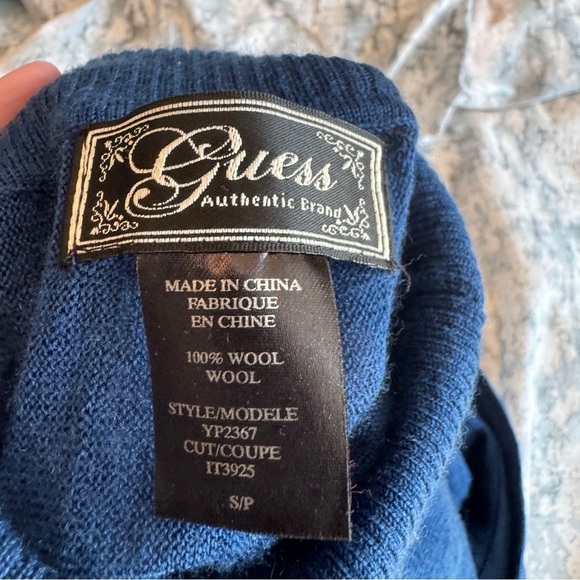 Guess
Authentic Brand
MADE IN CHINA
FABRIQUE
EN CHINE
100% WOOL
WOOL
STYLE/MODELE
YP2367
CUT/COUPE
IT3925
S/P